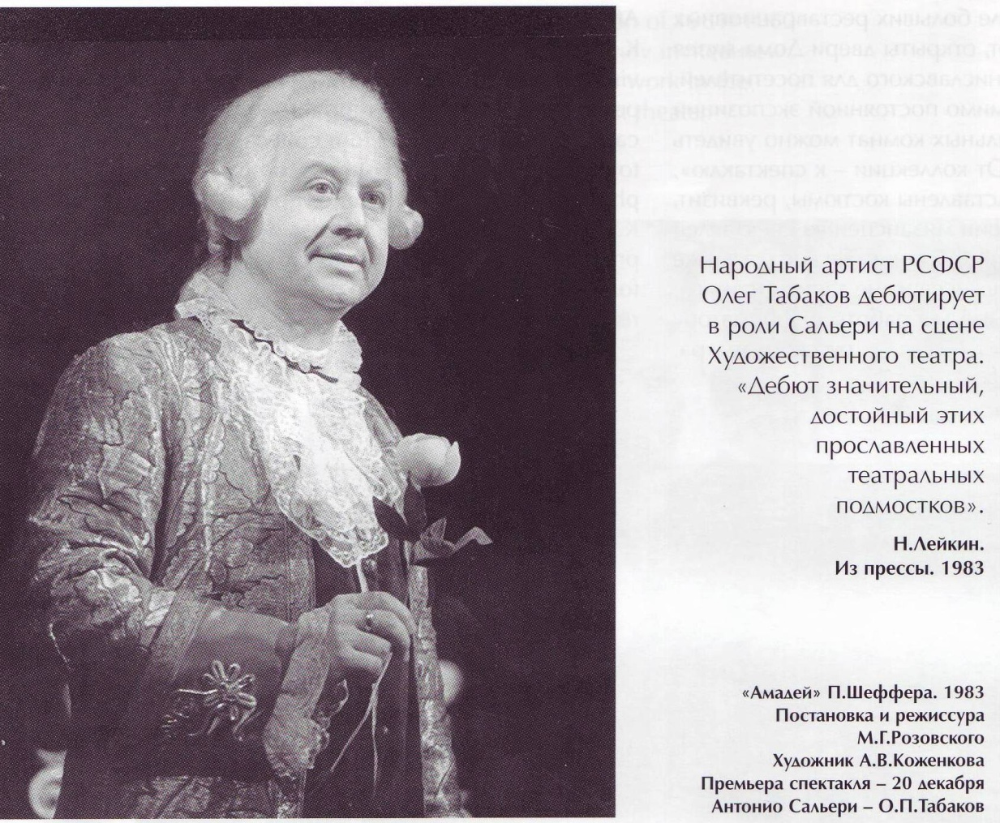 Народный артист РСФСР
Олег Табаков дебютирует
в роли Сальери на сцене
Художественного театра.
«Дебют значительный,
достойный этих
прославленных
театральных
подмостков».
Н.Лейкин.
Из прессы. 1983
«Амадей» П.Шеффера. 1983
Постановка и режиссура
М.Г.Розовского
Художник А.В.Коженкова
Премьера спектакля – 20 декабря
Антонио Сальери – О.П.Табаков